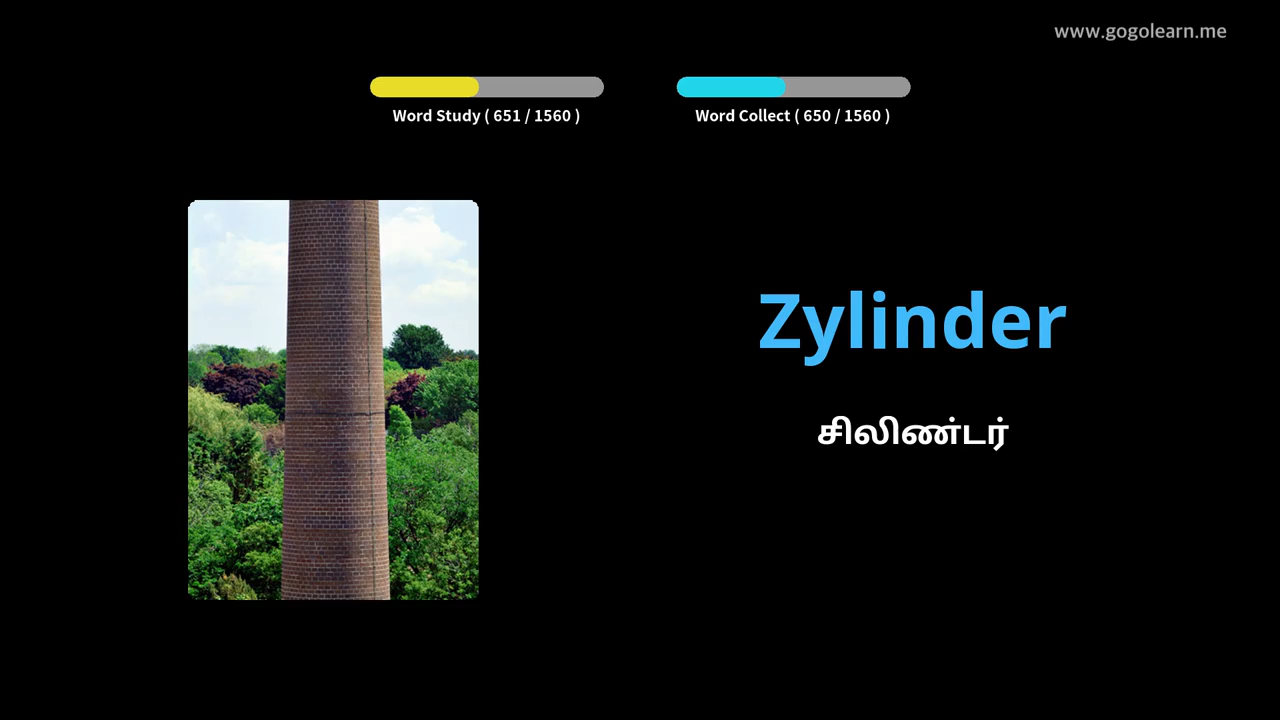 www.gogolearn.me
Word Study ( 651 / 1560 )
Word Collect ( 650 / 1560 )
Zylinder
சிலிண்டர்